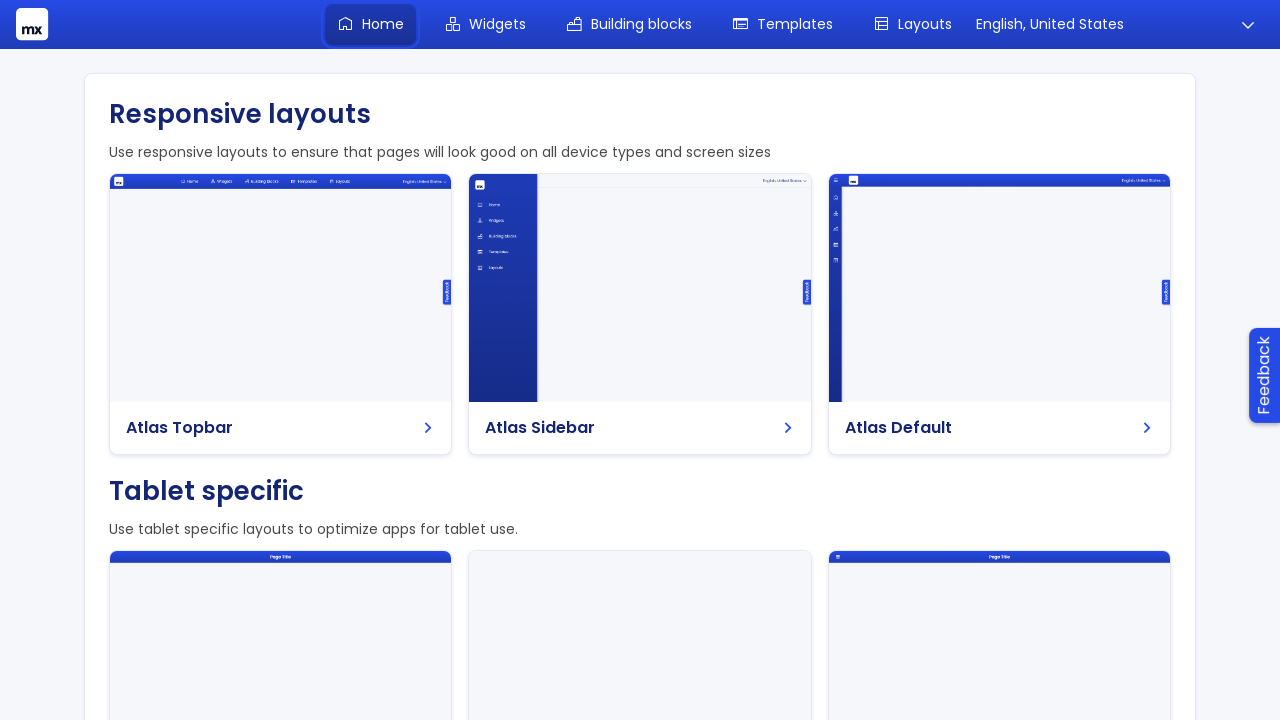 mx
Home
Widgets
Building blocks
Templates
Layouts
English, United States
Responsive layouts
Use responsive layouts to ensure that pages will look good on all device types and screen sizes
mx Home Widgets Building blocks Templates Layouts English, United States
Feedback
mx English, United States
Home
Widgets
Building blocks
Templates
Layouts
Feedback
mx English, United States
Feedback
Feedback
Atlas Topbar
Atlas Sidebar
Atlas Default
Tablet specific
Use tablet specific layouts to optimize apps for tablet use.
Page Title
Page Title